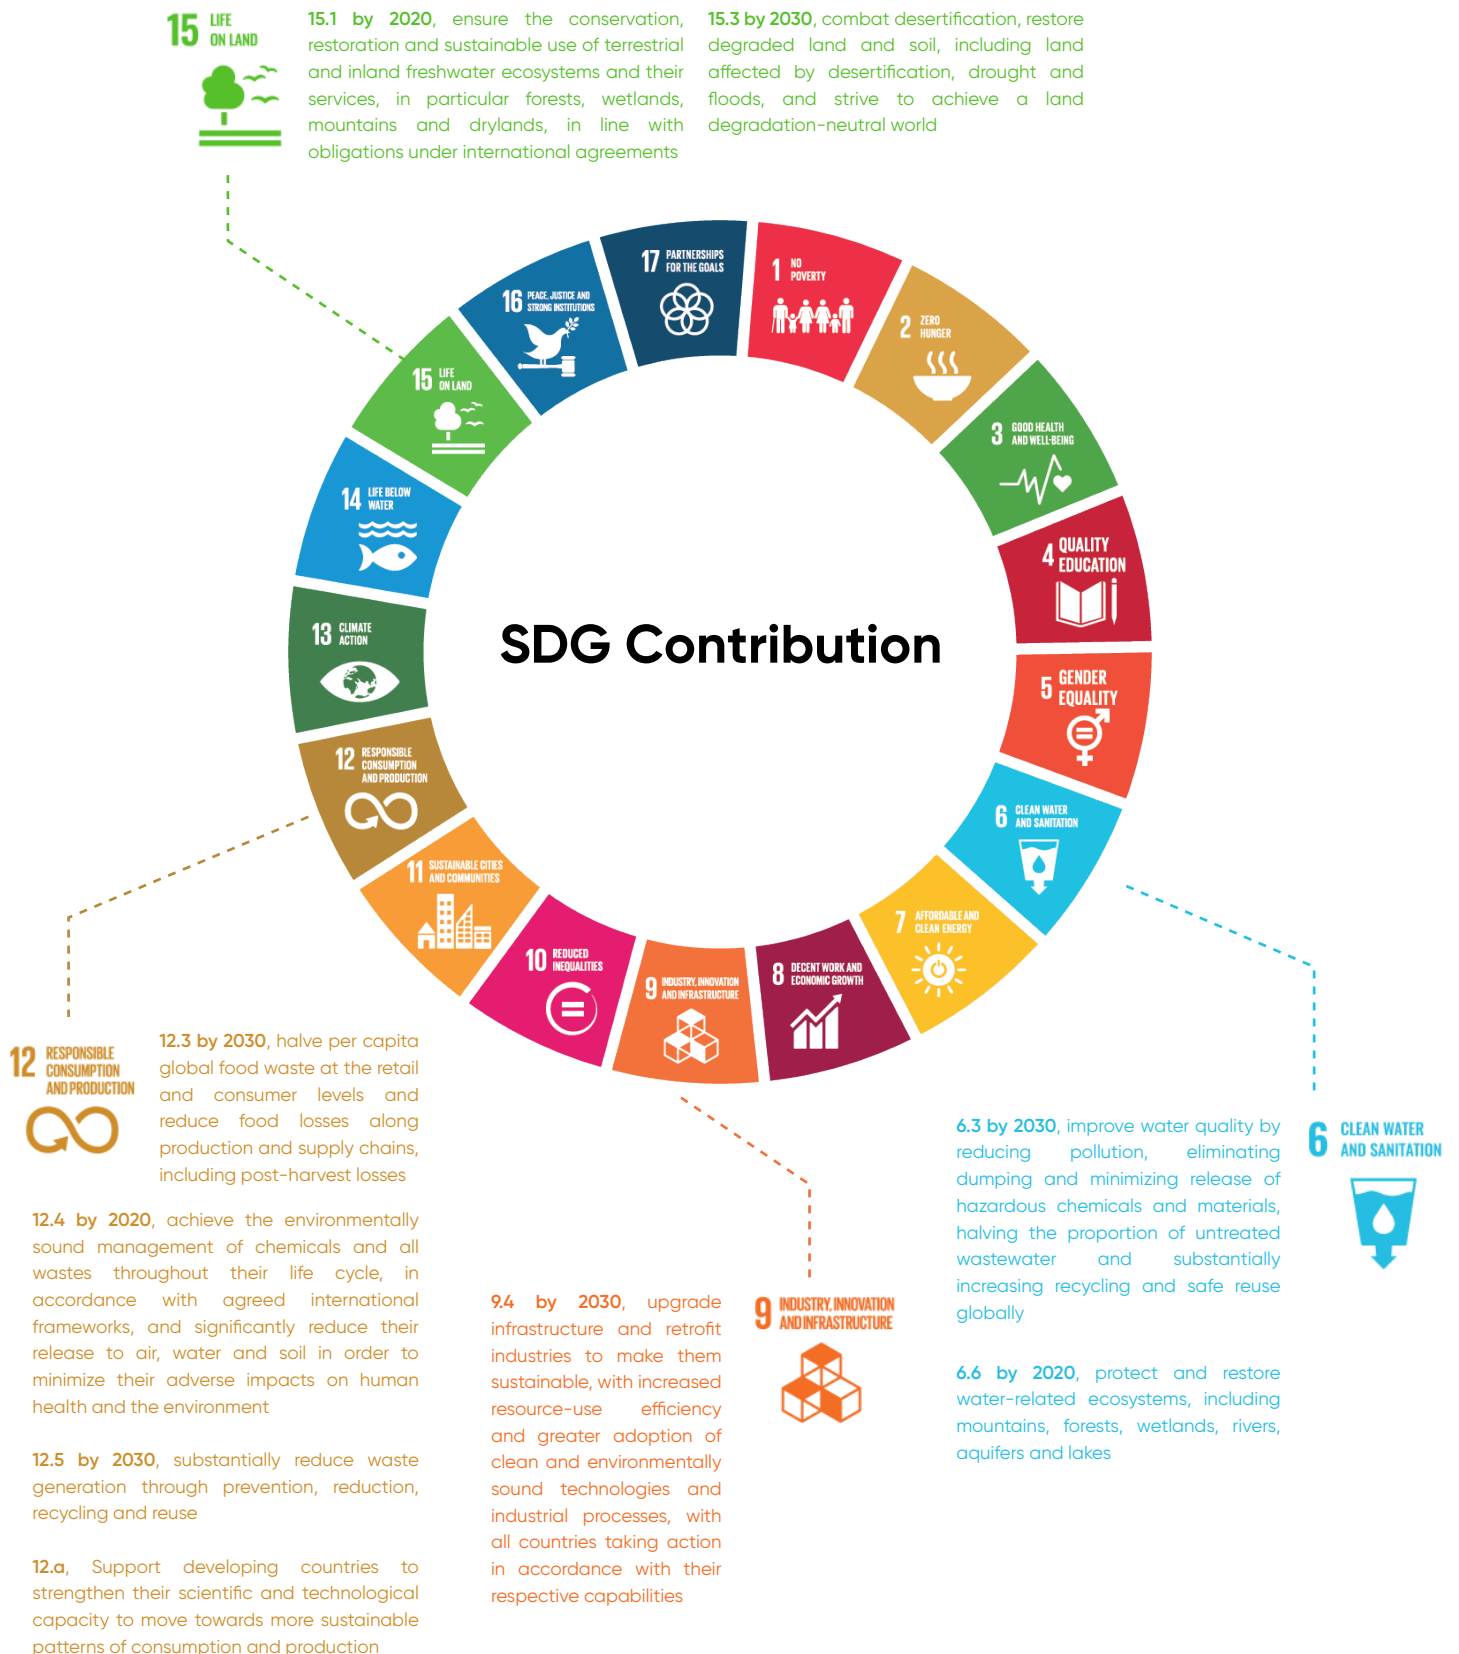 15 LIFE
ON LAND
15.1 by 2020, ensure the conservation,
restoration and sustainable use of terrestrial
and inland freshwater ecosystems and their
services, in particular forests, wetlands,
mountains and drylands, in line with
obligations under international agreements
15.3 by 2030, combat desertification, restore
degraded land and soil, including land
affected by desertification, drought and
floods, and strive to achieve a land
degradation-neutral world
17 PARTNERSHIPS
FOR THE GOALS
1 NO
POVERTY
2 ZERO
HUNGER
3 GOOD HEALTH
AND WELL-BEING
4 QUALITY
EDUCATION
5 GENDER
EQUALITY
6 CLEAN WATER
AND SANITATION
7 AFFORDABLE AND
CLEAN ENERGY
8 DECENT WORK AND
ECONOMIC GROWTH
9 INDUSTRY, INNOVATION
AND INFRASTRUCTURE
10 REDUCED
INEQUALITIES
11 SUSTAINABLE CITIES
AND COMMUNITIES
12 RESPONSIBLE
CONSUMPTION
AND PRODUCTION
13 CLIMATE
ACTION
14 LIFE BELOW
WATER
15 LIFE
ON LAND
16 PEACE, JUSTICE AND
STRONG INSTITUTIONS
SDG Contribution
12 RESPONSIBLE
CONSUMPTION
AND PRODUCTION
12.3 by 2030, halve per capita
global food waste at the retail
and consumer levels and
reduce food losses along
production and supply chains,
including post-harvest losses
12.4 by 2020, achieve the environmentally
sound management of chemicals and all
wastes throughout their life cycle, in
accordance with agreed international
frameworks, and significantly reduce their
release to air, water and soil in order to
minimize their adverse impacts on human
health and the environment
12.5 by 2030, substantially reduce waste
generation through prevention, reduction,
recycling and reuse
12.a, Support developing countries to
strengthen their scientific and technological
capacity to move towards more sustainable
patterns of consumption and production
9.4 by 2030, upgrade
infrastructure and retrofit
industries to make them
sustainable, with increased
resource-use efficiency
and greater adoption of
clean and environmentally
sound technologies and
industrial processes, with
all countries taking action
in accordance with their
respective capabilities
9 INDUSTRY, INNOVATION
AND INFRASTRUCTURE
6.3 by 2030, improve water quality by
reducing pollution, eliminating
dumping and minimizing release of
hazardous chemicals and materials,
halving the proportion of untreated
wastewater and substantially
increasing recycling and safe reuse
globally
6.6 by 2020, protect and restore
water-related ecosystems, including
mountains, forests, wetlands, rivers,
aquifers and lakes
6 CLEAN WATER
AND SANITATION